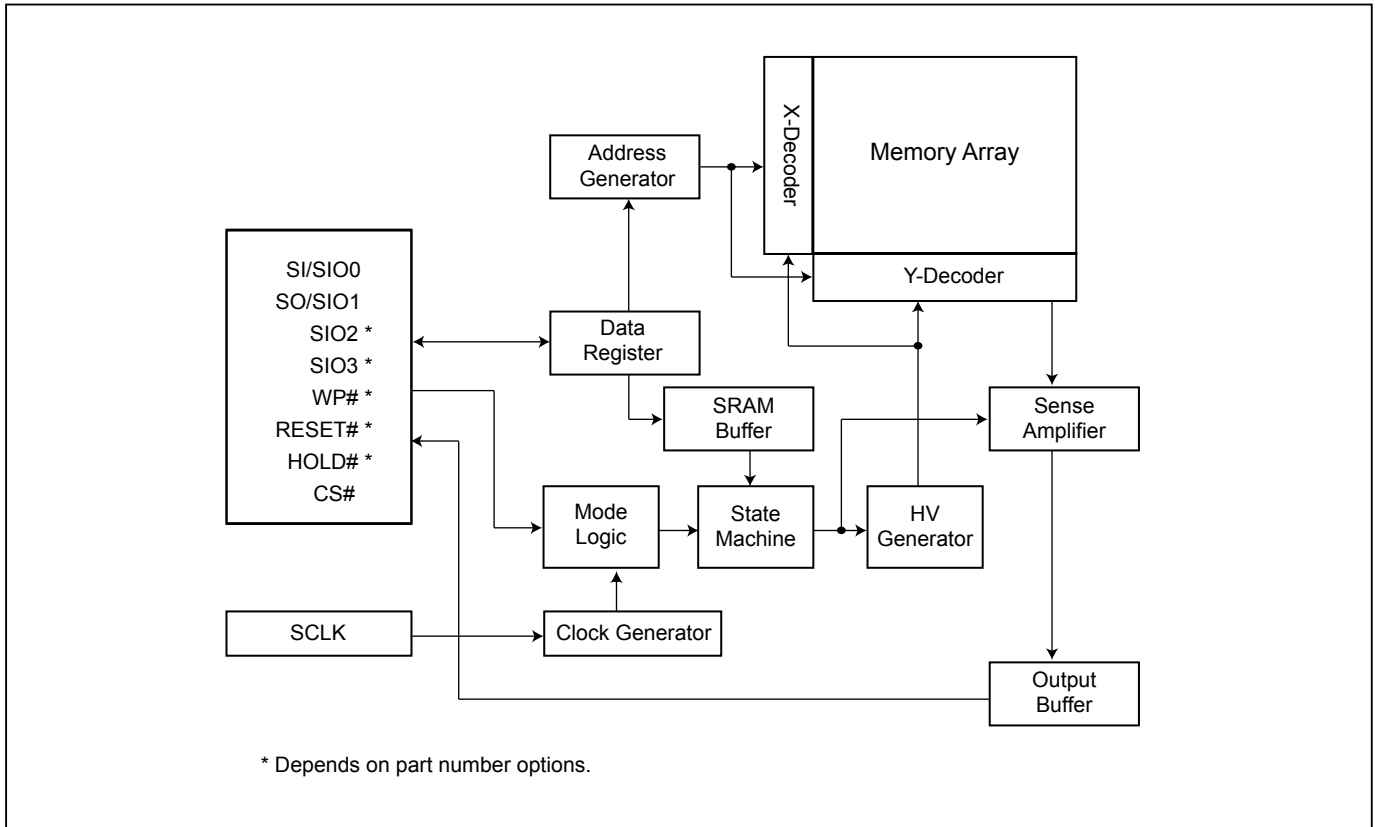 X-Decoder
Memory Array
Address
Generator
Y-Decoder
SI/SIO0
SO/SIO1
SIO2 *
SIO3 *
WP# *
RESET# *
HOLD# *
CS#
Data
Register
SRAM
Buffer
Sense
Amplifier
Mode
Logic
State
Machine
HV
Generator
SCLK
Clock Generator
Output
Buffer
* Depends on part number options.